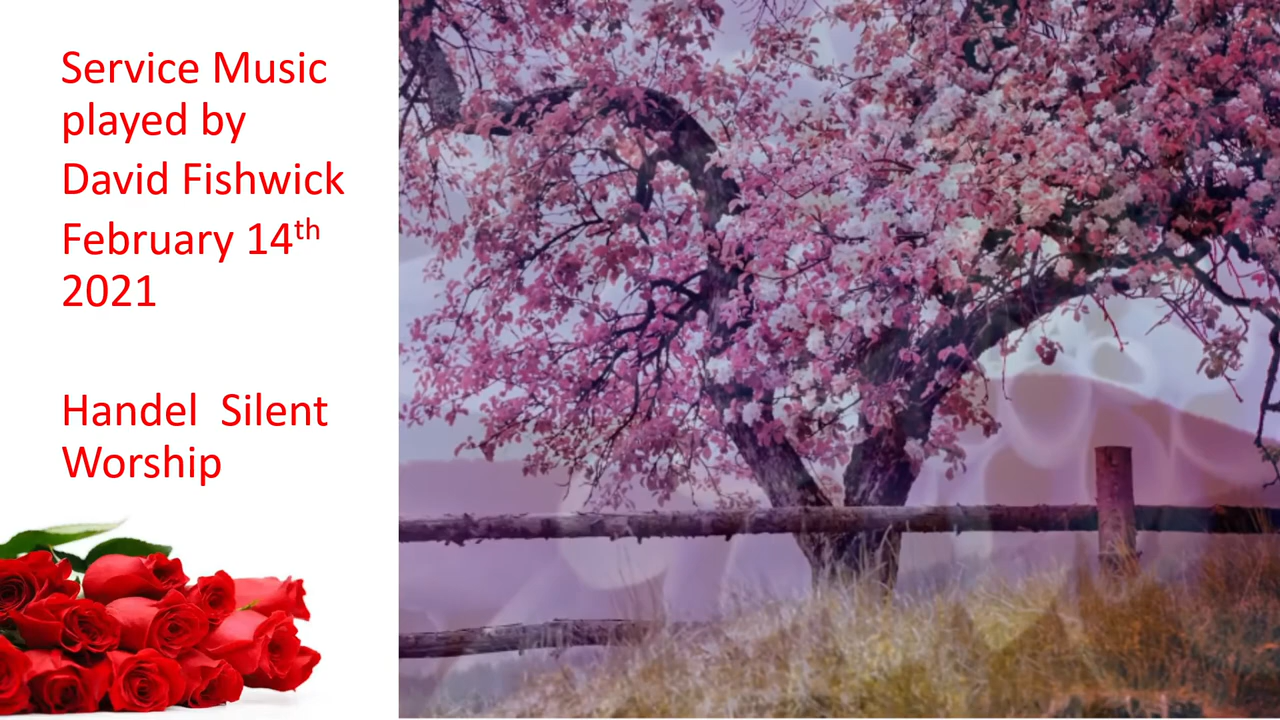 Service Music
played by
David Fishwick
February 14th
2021
Handel  Silent
Worship